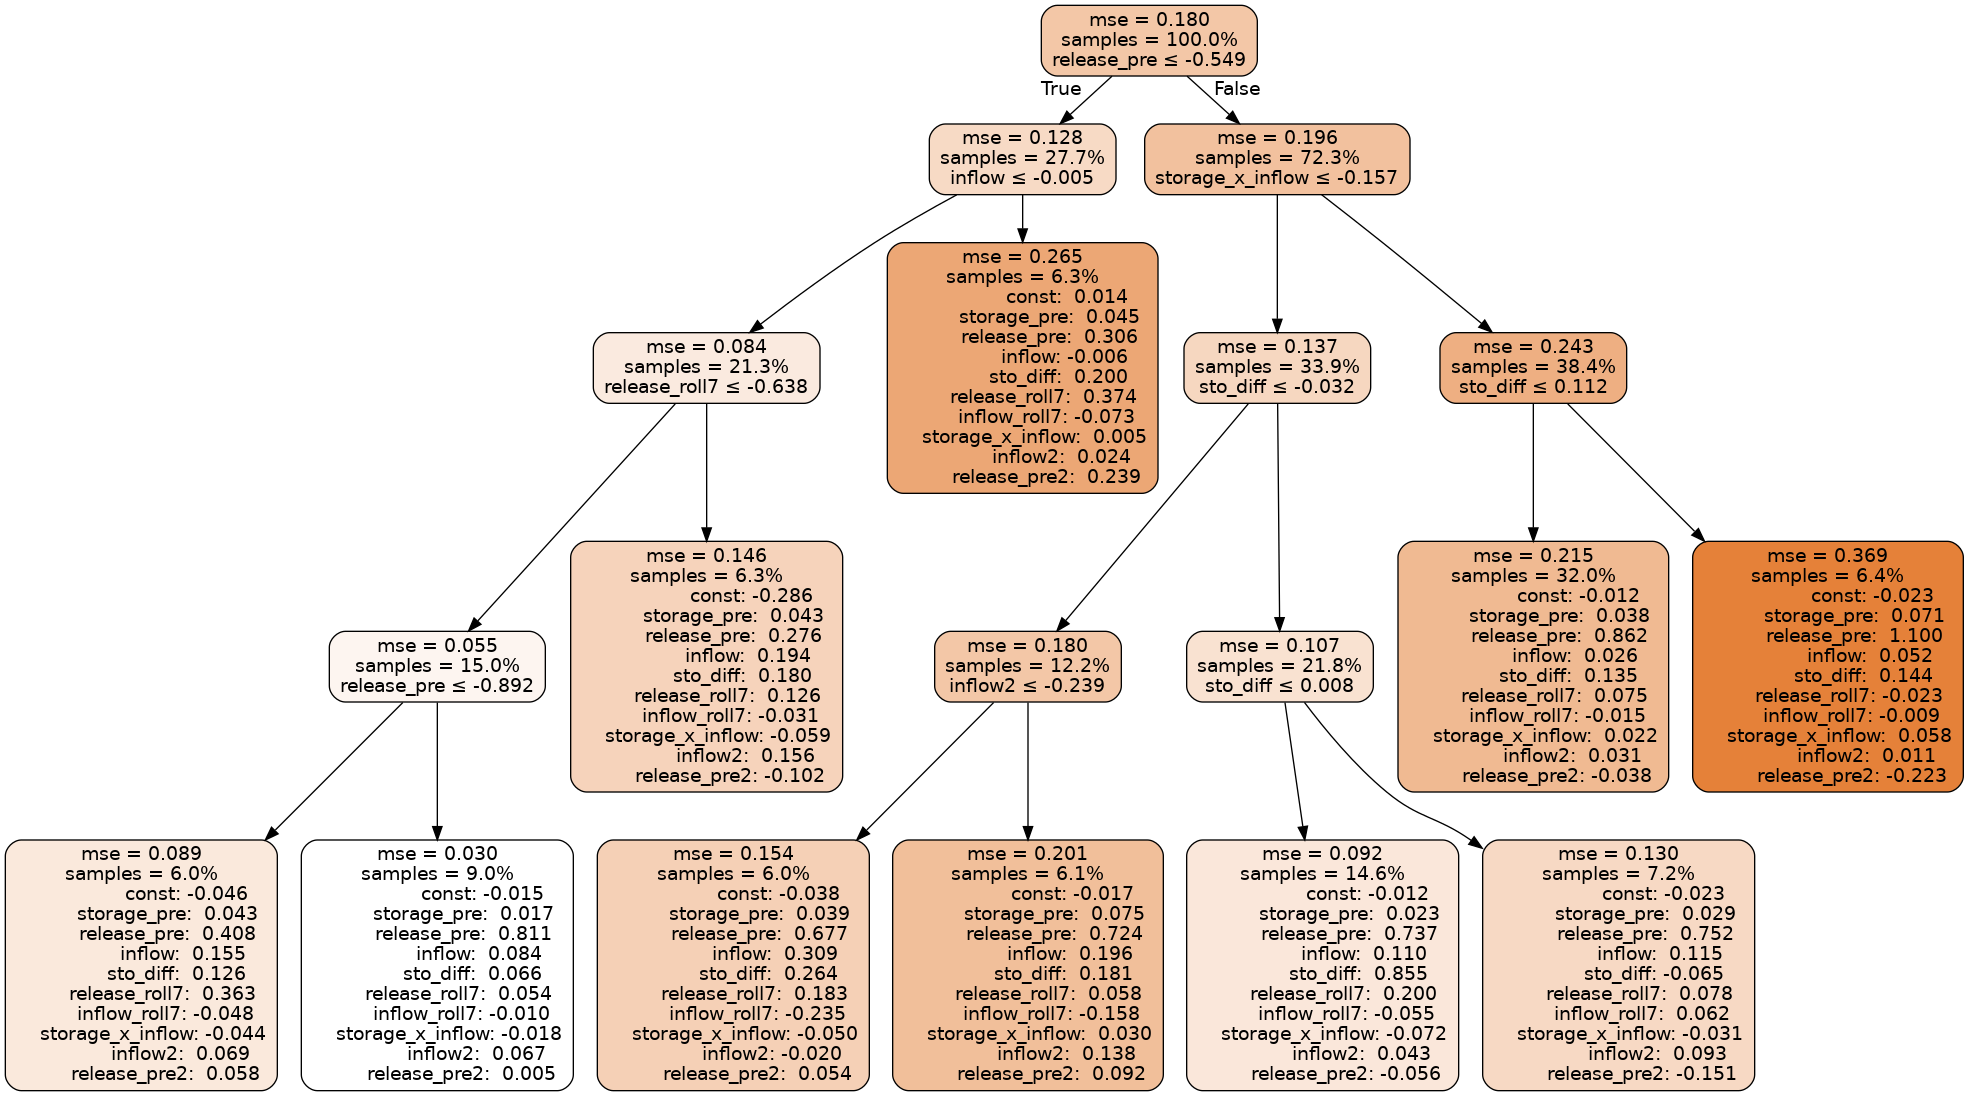 mse = 0.180
samples = 100.0%
release_pre ≤ -0.549
True
False
mse = 0.128
samples = 27.7%
inflow ≤ -0.005
mse = 0.196
samples = 72.3%
storage_x_inflow ≤ -0.157
mse = 0.265
samples = 6.3%
const:  0.014
storage_pre:  0.045
release_pre:  0.306
inflow: -0.006
sto_diff:  0.200
release_roll7:  0.374
inflow_roll7: -0.073
storage_x_inflow:  0.005
inflow2:  0.024
release_pre2:  0.239
mse = 0.084
samples = 21.3%
release_roll7 ≤ -0.638
mse = 0.137
samples = 33.9%
sto_diff ≤ -0.032
mse = 0.243
samples = 38.4%
sto_diff ≤ 0.112
mse = 0.146
samples = 6.3%
const: -0.286
storage_pre:  0.043
release_pre:  0.276
inflow:  0.194
sto_diff:  0.180
release_roll7:  0.126
inflow_roll7: -0.031
storage_x_inflow: -0.059
inflow2:  0.156
release_pre2: -0.102
mse = 0.215
samples = 32.0%
const: -0.012
storage_pre:  0.038
release_pre:  0.862
inflow:  0.026
sto_diff:  0.135
release_roll7:  0.075
inflow_roll7: -0.015
storage_x_inflow:  0.022
inflow2:  0.031
release_pre2: -0.038
mse = 0.369
samples = 6.4%
const: -0.023
storage_pre:  0.071
release_pre:  1.100
inflow:  0.052
sto_diff:  0.144
release_roll7: -0.023
inflow_roll7: -0.009
storage_x_inflow:  0.058
inflow2:  0.011
release_pre2: -0.223
mse = 0.055
samples = 15.0%
release_pre ≤ -0.892
mse = 0.180
samples = 12.2%
inflow2 ≤ -0.239
mse = 0.107
samples = 21.8%
sto_diff ≤ 0.008
mse = 0.089
samples = 6.0%
const: -0.046
storage_pre:  0.043
release_pre:  0.408
inflow:  0.155
sto_diff:  0.126
release_roll7:  0.363
inflow_roll7: -0.048
storage_x_inflow: -0.044
inflow2:  0.069
release_pre2:  0.058
mse = 0.030
samples = 9.0%
const: -0.015
storage_pre:  0.017
release_pre:  0.811
inflow:  0.084
sto_diff:  0.066
release_roll7:  0.054
inflow_roll7: -0.010
storage_x_inflow: -0.018
inflow2:  0.067
release_pre2:  0.005
mse = 0.154
samples = 6.0%
const: -0.038
storage_pre:  0.039
release_pre:  0.677
inflow:  0.309
sto_diff:  0.264
release_roll7:  0.183
inflow_roll7: -0.235
storage_x_inflow: -0.050
inflow2: -0.020
release_pre2:  0.054
mse = 0.201
samples = 6.1%
const: -0.017
storage_pre:  0.075
release_pre:  0.724
inflow:  0.196
sto_diff:  0.181
release_roll7:  0.058
inflow_roll7: -0.158
storage_x_inflow:  0.030
inflow2:  0.138
release_pre2:  0.092
mse = 0.092
samples = 14.6%
const: -0.012
storage_pre:  0.023
release_pre:  0.737
inflow:  0.110
sto_diff:  0.855
release_roll7:  0.200
inflow_roll7: -0.055
storage_x_inflow: -0.072
inflow2:  0.043
release_pre2: -0.056
mse = 0.130
samples = 7.2%
const: -0.023
storage_pre:  0.029
release_pre:  0.752
inflow:  0.115
sto_diff: -0.065
release_roll7:  0.078
inflow_roll7:  0.062
storage_x_inflow: -0.031
inflow2:  0.093
release_pre2: -0.151